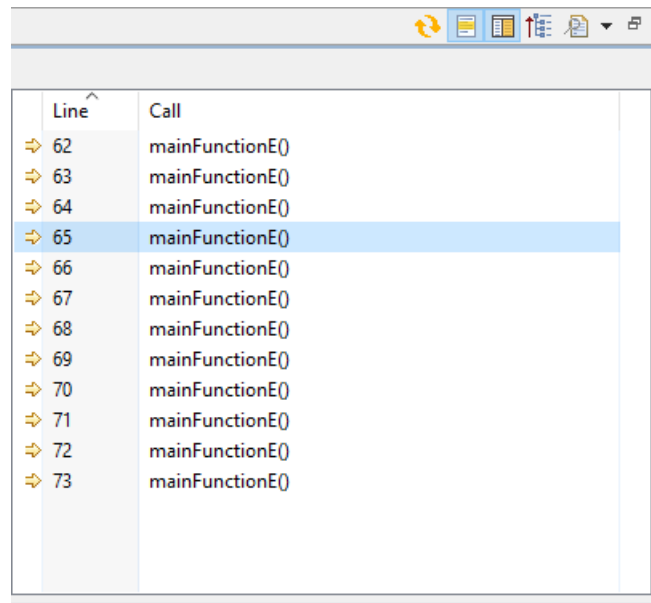 Line Call
62 mainFunctionE()
63 mainFunctionE()
64 mainFunctionE()
65 mainFunctionE()
66 mainFunctionE()
67 mainFunctionE()
68 mainFunctionE()
69 mainFunctionE()
70 mainFunctionE()
71 mainFunctionE()
72 mainFunctionE()
73 mainFunctionE()